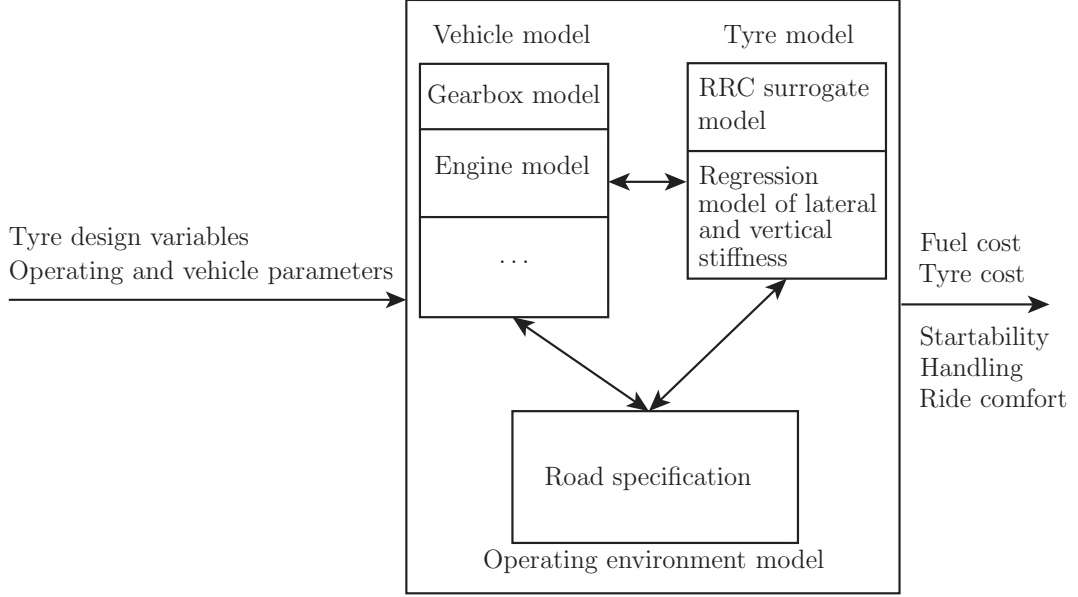 Vehicle model
Tyre model
Gearbox model
Engine model
...
RRC surrogate
model
Regression
model of lateral
and vertical
stiffness
Tyre design variables
Operating and vehicle parameters
Fuel cost
Tyre cost
Startability
Handling
Ride comfort
Road specification
Operating environment model